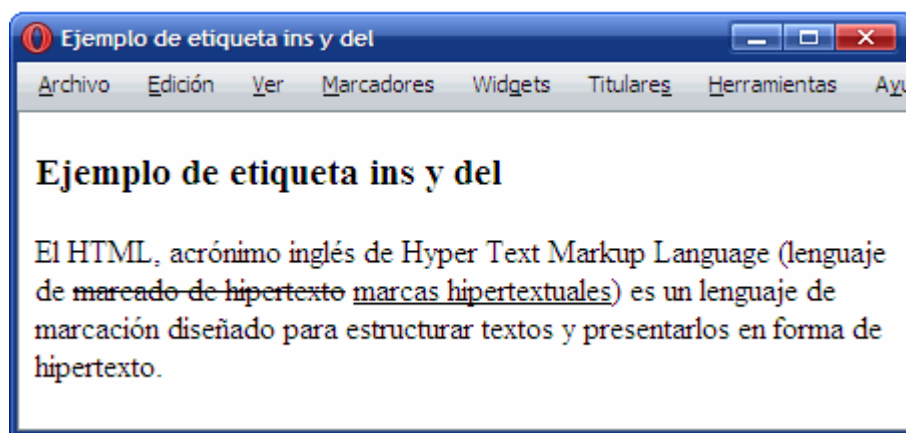 Ejemplo de etiqueta ins y del
Archivo Edición Ver Marcadores Widgets Titulares Herramientas Ayu
Ejemplo de etiqueta ins y del
El HTML, acrónimo inglés de Hyper Text Markup Language (lenguaje
de marcado de hipertexto marcas hipertextuales) es un lenguaje de
marcación diseñado para estructurar textos y presentarlos en forma de
hipertexto.